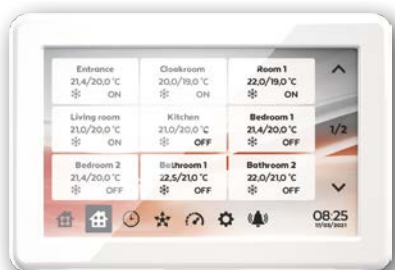 Entrance
21,4/20,0 °C
ON
Cloakroom
20,0/19,0 °C
ON
Room 1
22,0/19,0 °C
ON
Living room
21,0/20,0 °C
ON
Kitchen
21,0/20,0 °C
OFF
Bedroom 1
21,4/20,0 °C
OFF
1/2
Bedroom 2
21,4/20,0 °C
OFF
Bathroom 1
22,5/21,0 °C
OFF
Bathroom 2
22,0/21,0 °C
OFF
08:25
17/03/2021